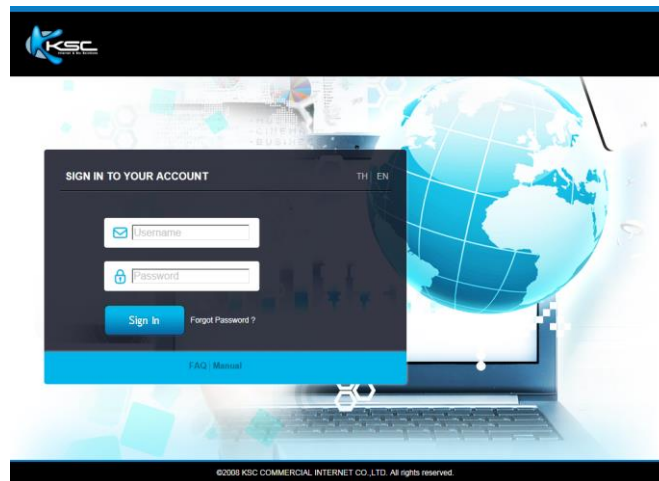 KSC
SIGN IN TO YOUR ACCOUNT
TH | EN
Username
Password
Sign In
Forgot Password ?
FAQ | Manual
©2008 KSC COMMERCIAL INTERNET CO.,LTD. All rights reserved.